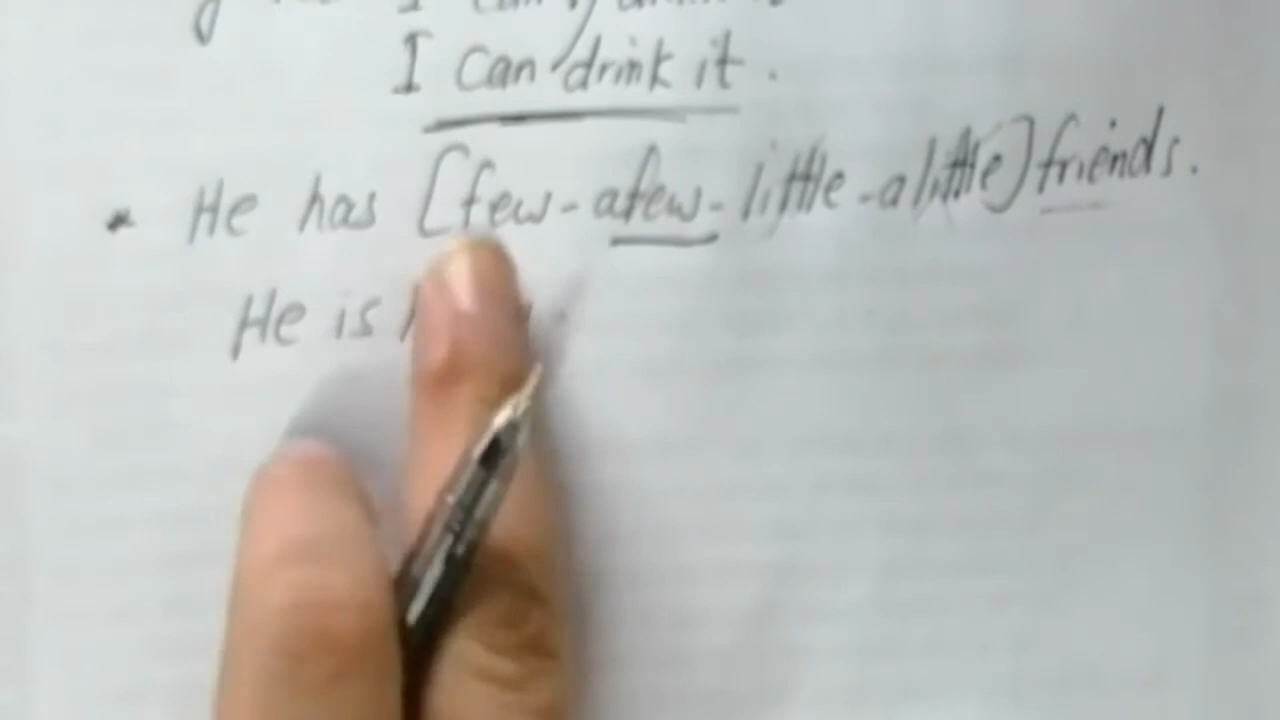 I can drink it.
He has [few - a few - little - a little] friends.
He is